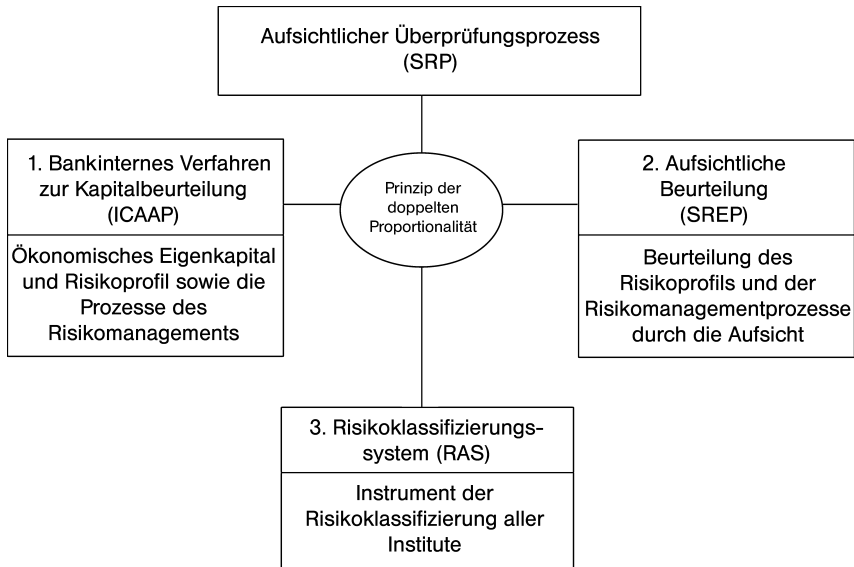 Aufsichtlicher Überprüfungsprozess
(SRP)
1. Bankinternes Verfahren
zur Kapitalbeurteilung
(ICAAP)
Ökonomisches Eigenkapital
und Risikoprofil sowie die
Prozesse des
Risikomanagements
Prinzip der
doppelten
Proportionalität
2. Aufsichtliche
Beurteilung
(SREP)
Beurteilung des
Risikoprofils und der
Risikomanagementprozesse
durch die Aufsicht
3. Risikoklassifizierungs-
system (RAS)
Instrument der
Risikoklassifizierung aller
Institute